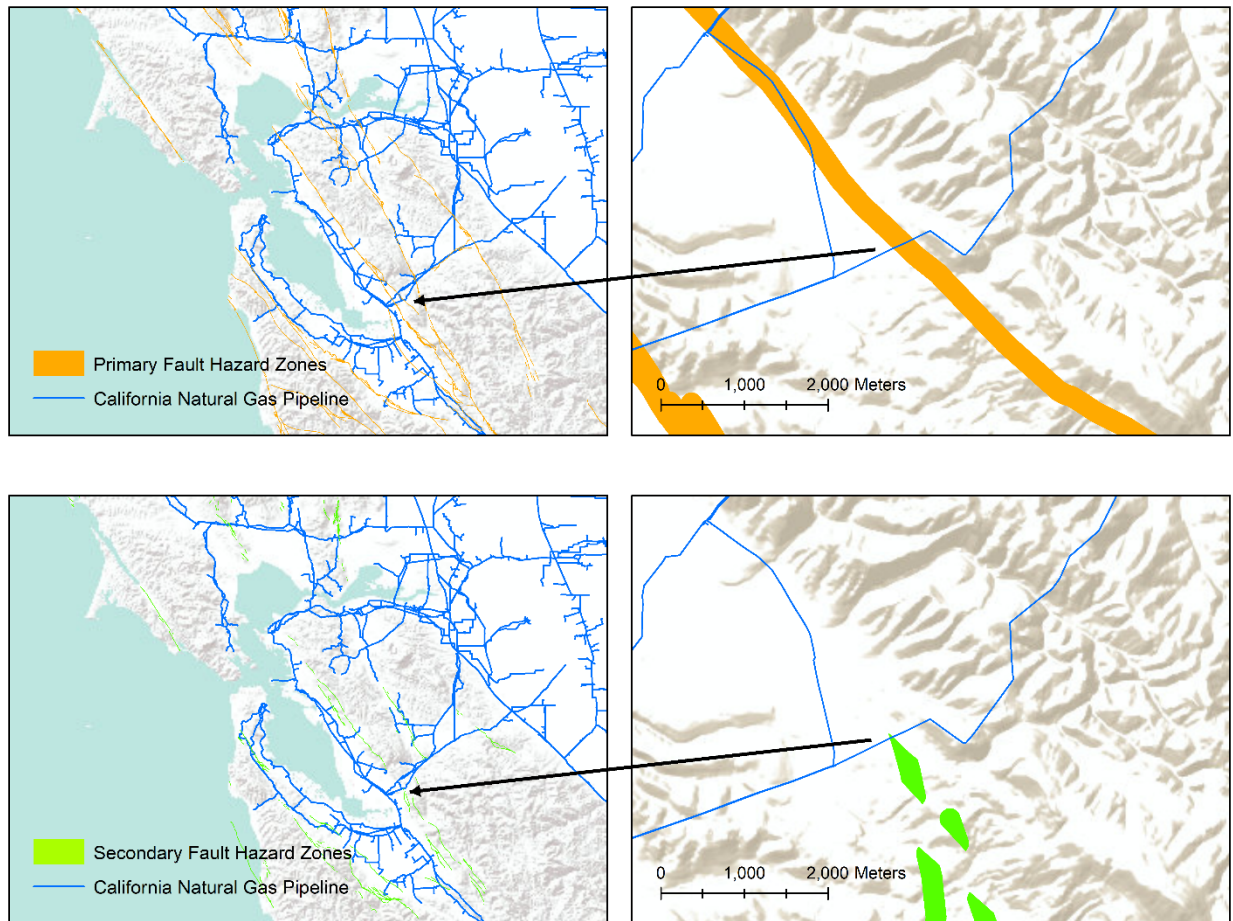 Primary Fault Hazard Zones
California Natural Gas Pipeline
0 1,000 2,000 Meters
Secondary Fault Hazard Zones
California Natural Gas Pipeline
0 1,000 2,000 Meters